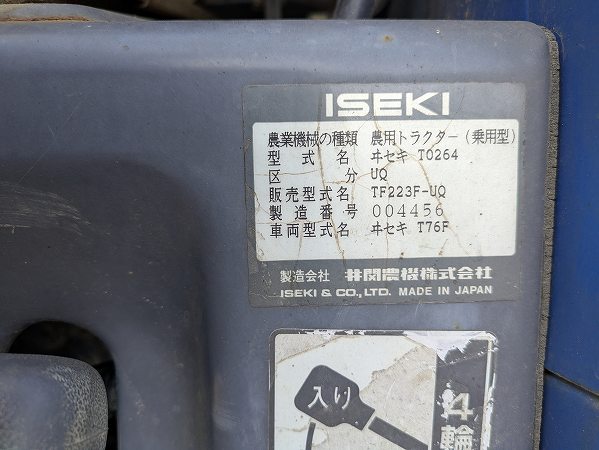 ISEKI
農業機械の種類 農用トラクター(乗用型)
型式名 ヰセキ T0264
区分 UQ
販売型式名 TF223F-UQ
製造番号 004456
車両型式名 ヰセキ T76F
製造会社 井関農機株式会社
ISEKI & CO., LTD. MADE IN JAPAN
入り
輪